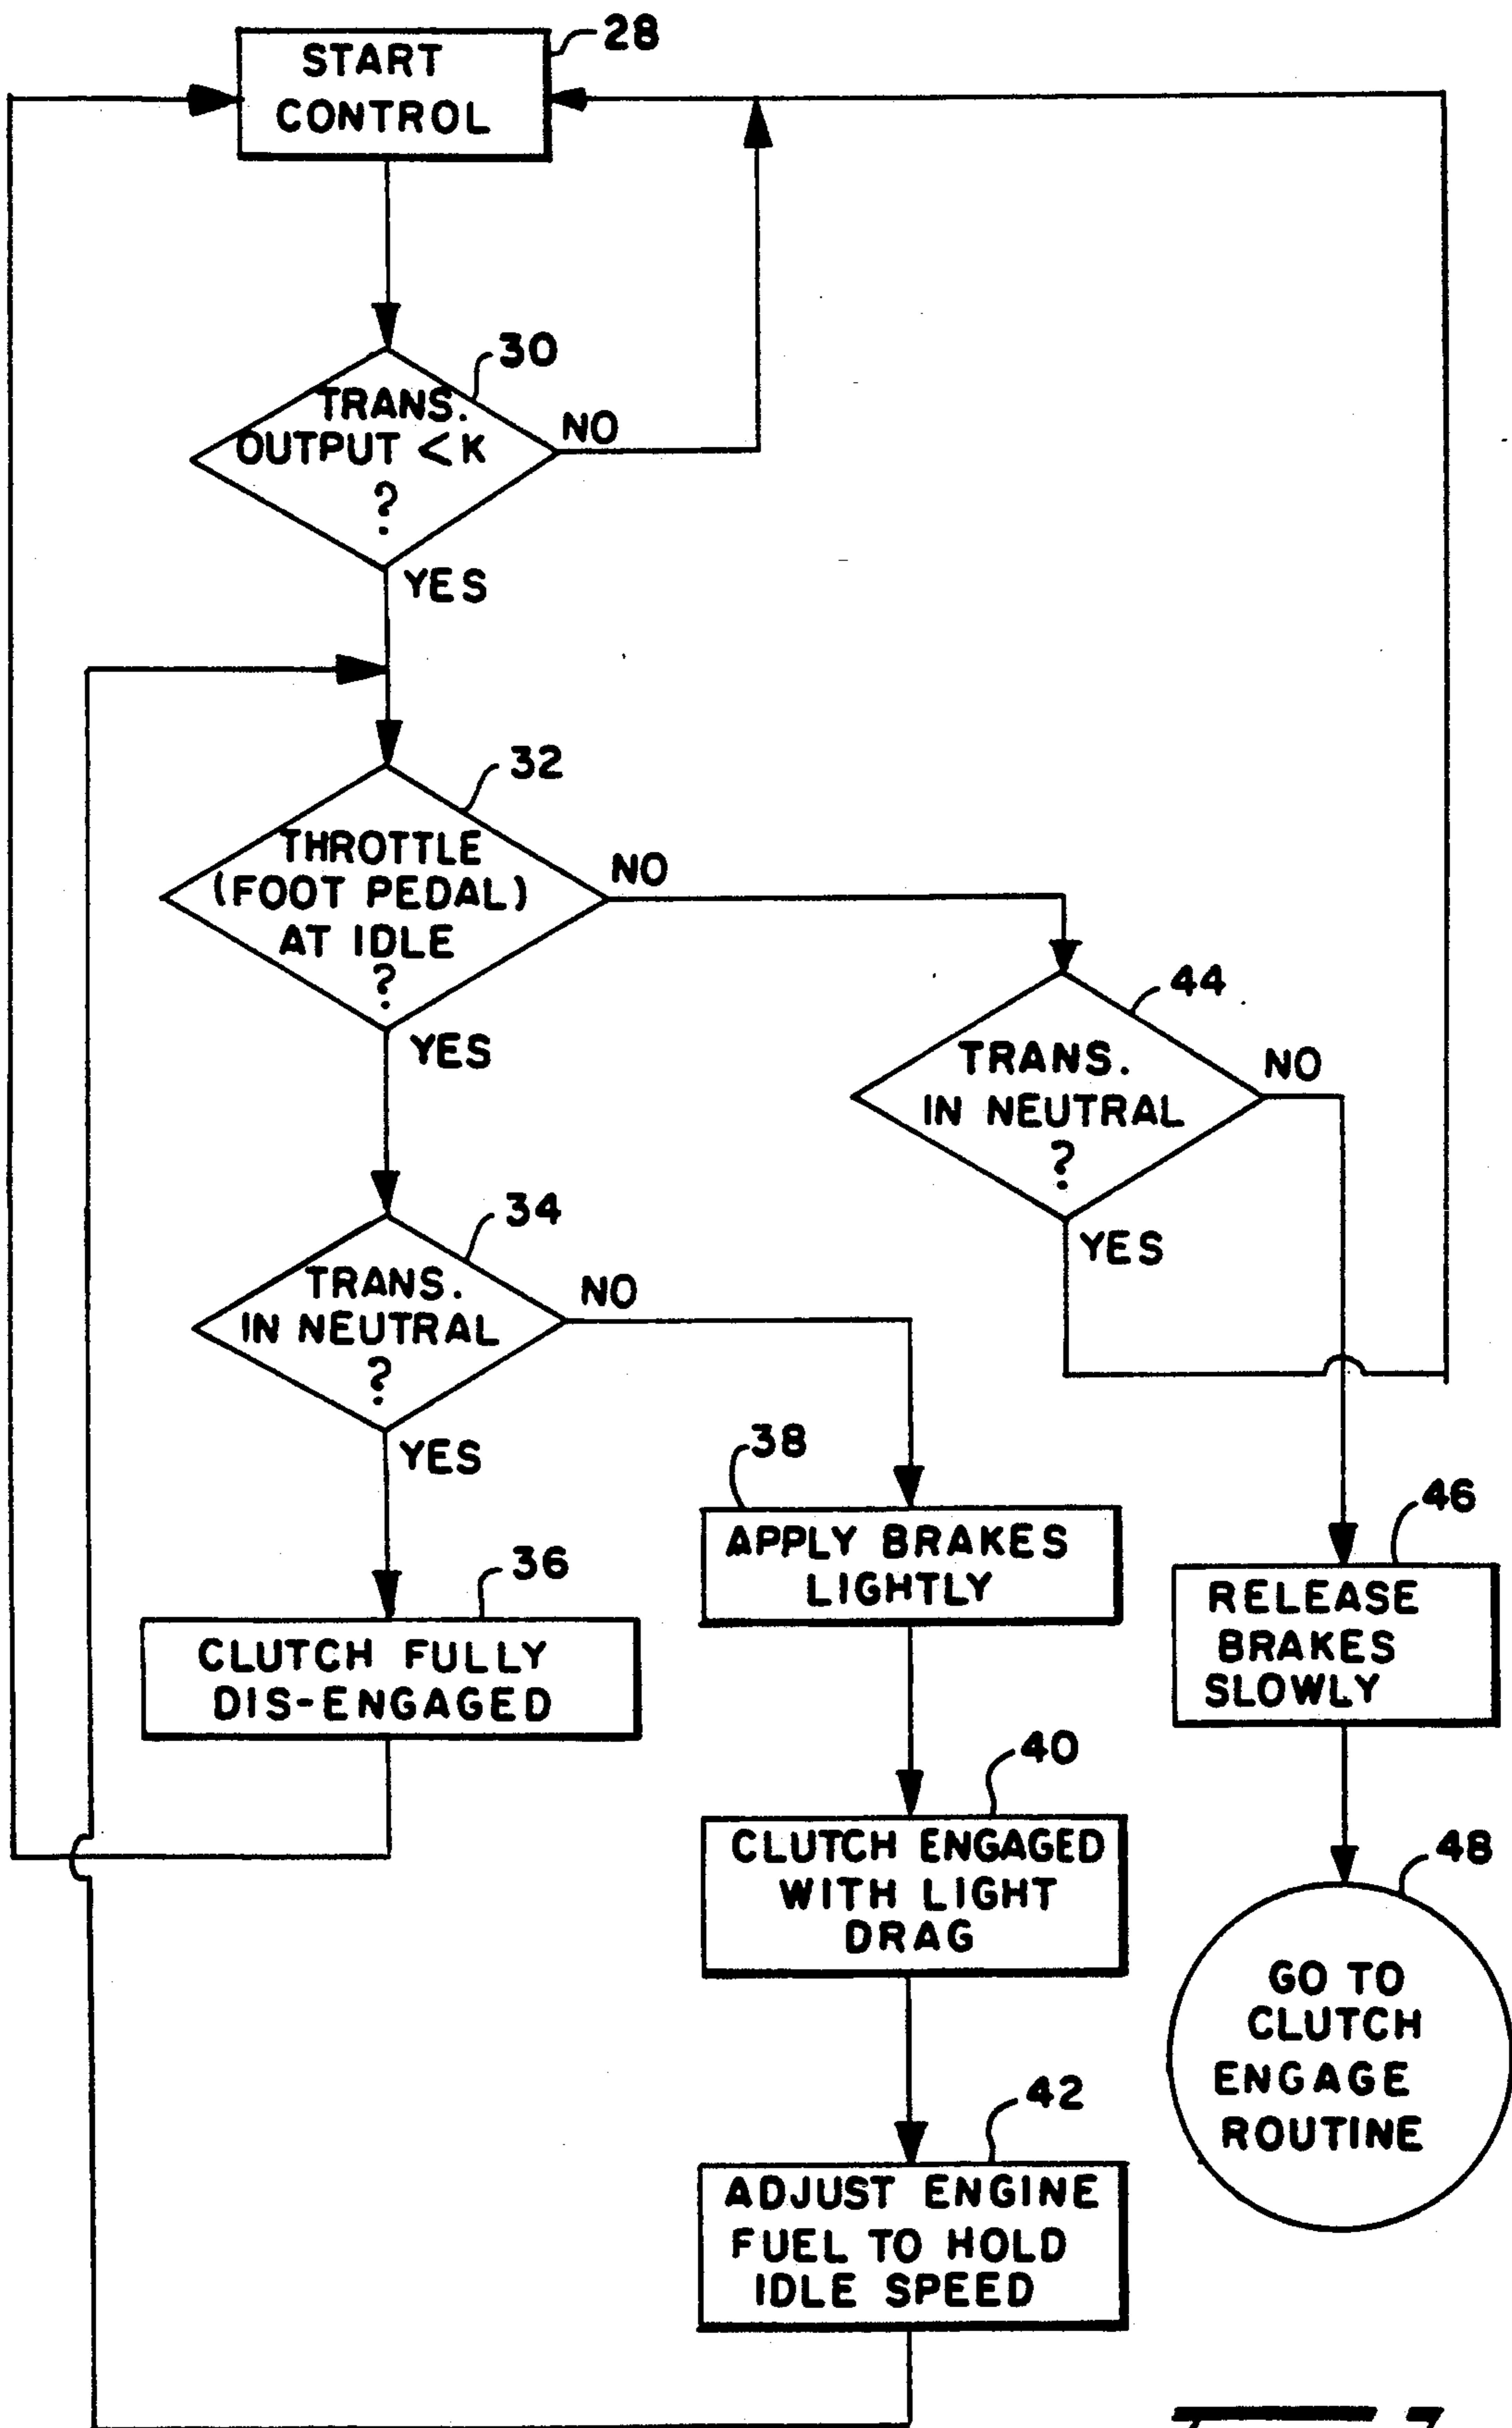 START
CONTROL
28
30
TRANS.
OUTPUT < K
?
NO
YES
32
THROTTLE
(FOOT PEDAL)
AT IDLE
?
NO
YES
44
TRANS.
IN NEUTRAL
?
NO
YES
34
TRANS.
IN NEUTRAL
?
NO
YES
36
CLUTCH FULLY
DIS-ENGAGED
38
APPLY BRAKES
LIGHTLY
46
RELEASE
BRAKES
SLOWLY
40
CLUTCH ENGAGED
WITH LIGHT
DRAG
48
GO TO
CLUTCH
ENGAGE
ROUTINE
42
ADJUST ENGINE
FUEL TO HOLD
IDLE SPEED